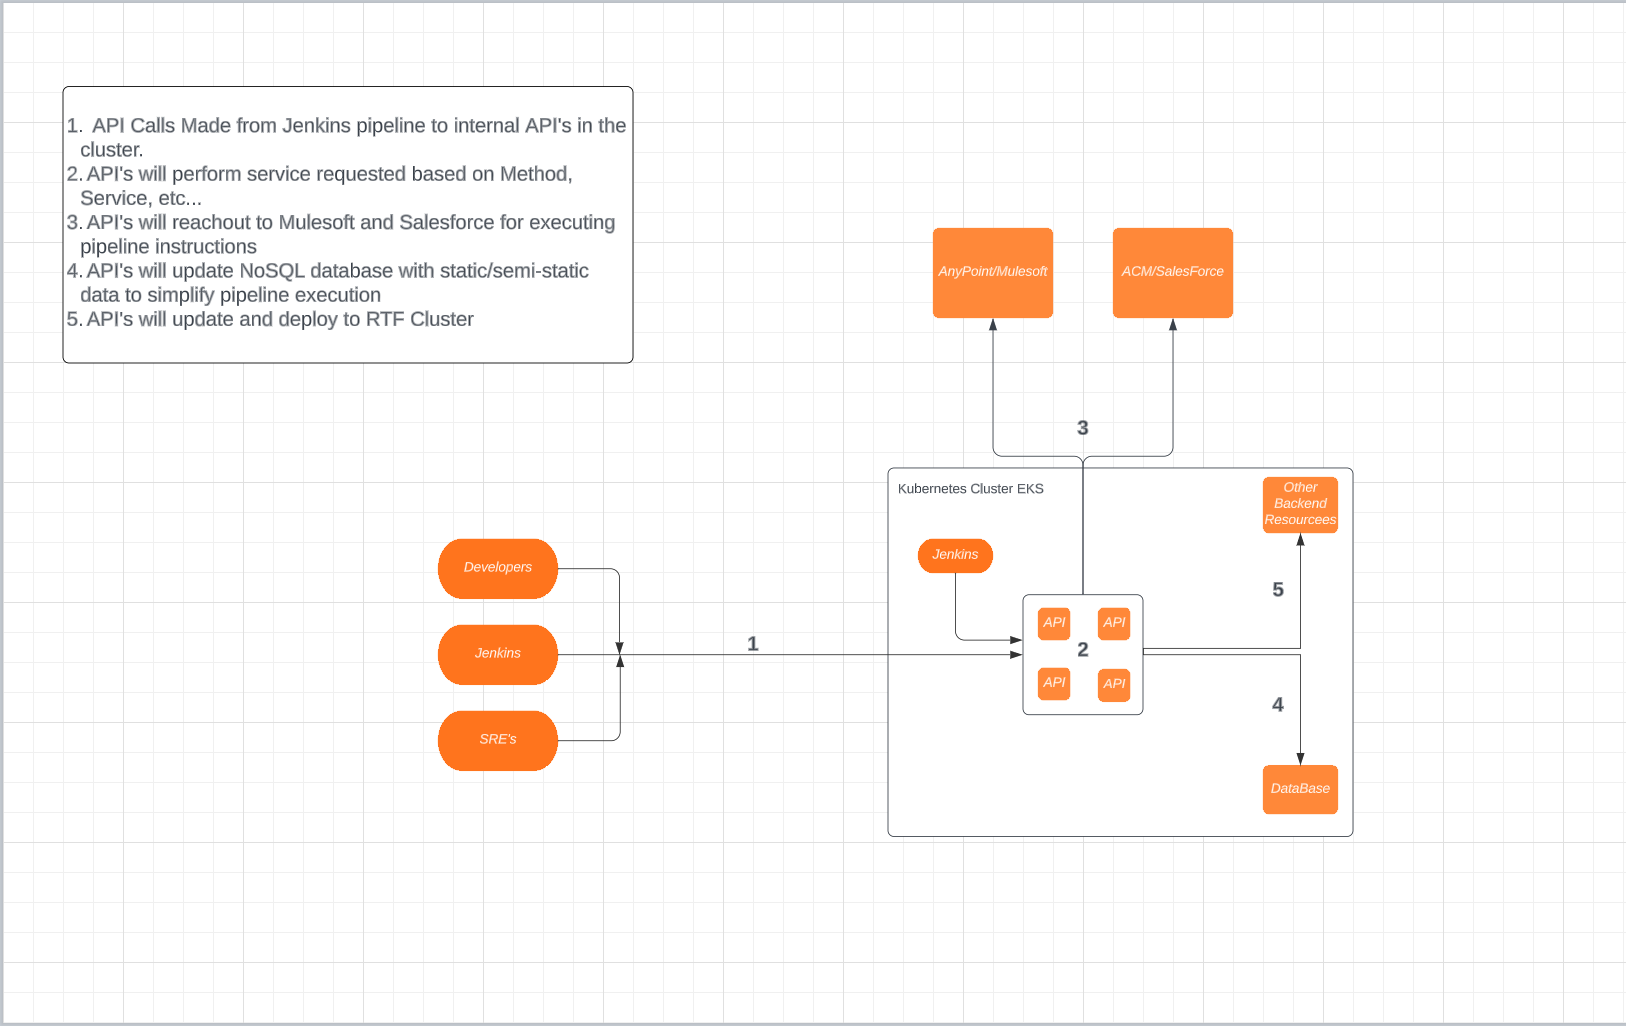 1. API Calls Made from Jenkins pipeline to internal API's in the
cluster.
2. API's will perform service requested based on Method,
Service, etc...
3. API's will reachout to Mulesoft and Salesforce for executing
pipeline instructions
4. API's will update NoSQL database with static/semi-static
data to simplify pipeline execution
5. API's will update and deploy to RTF Cluster
AnyPoint/Mulesoft
ACM/SalesForce
3
Kubernetes Cluster EKS
Other
Backend
Resourcees
Jenkins
Developers
5
API
API
1
2
Jenkins
API
API
4
SRE's
DataBase